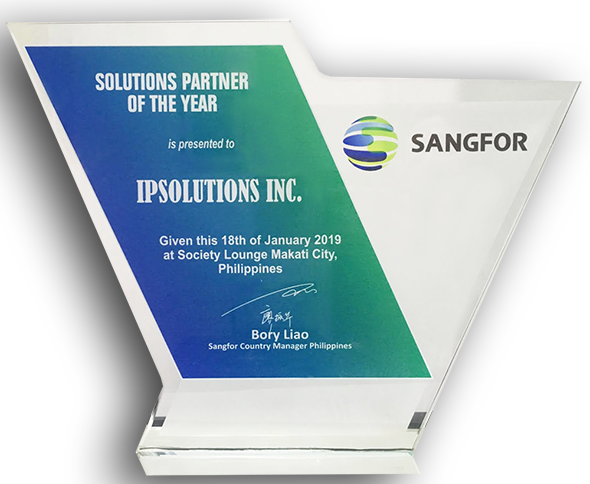 SOLUTIONS PARTNER
OF THE YEAR
is presented to
IPSOLUTIONS INC.
Given this 18th of January 2019
at Society Lounge Makati City,
Philippines
Bory Liao
Sangfor Country Manager Philippines
SANGFOR